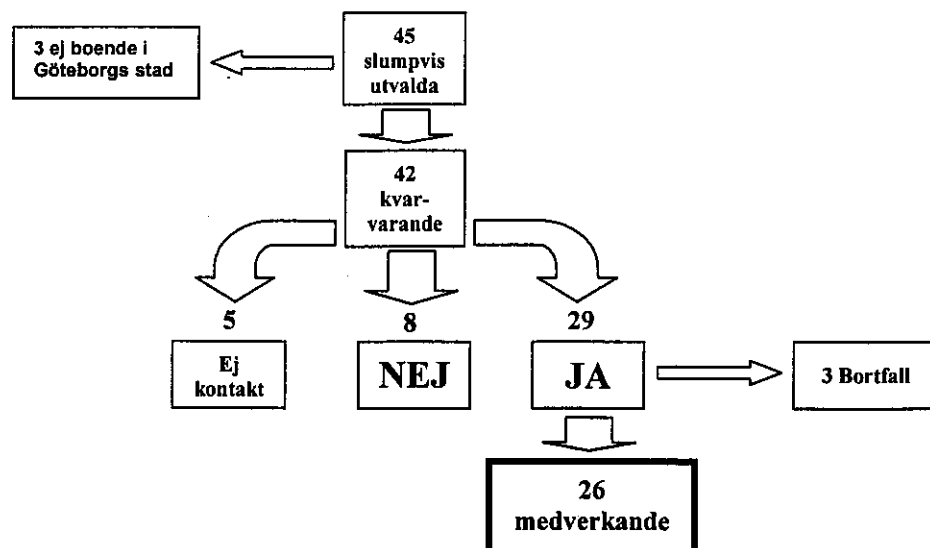 3 ej boende i
Göteborgs stad
45
slumpvis
utvalda
42
kvar-
varande
5
8
29
Ej
kontakt
NEJ
JA
3 Bortfall
26
medverkande